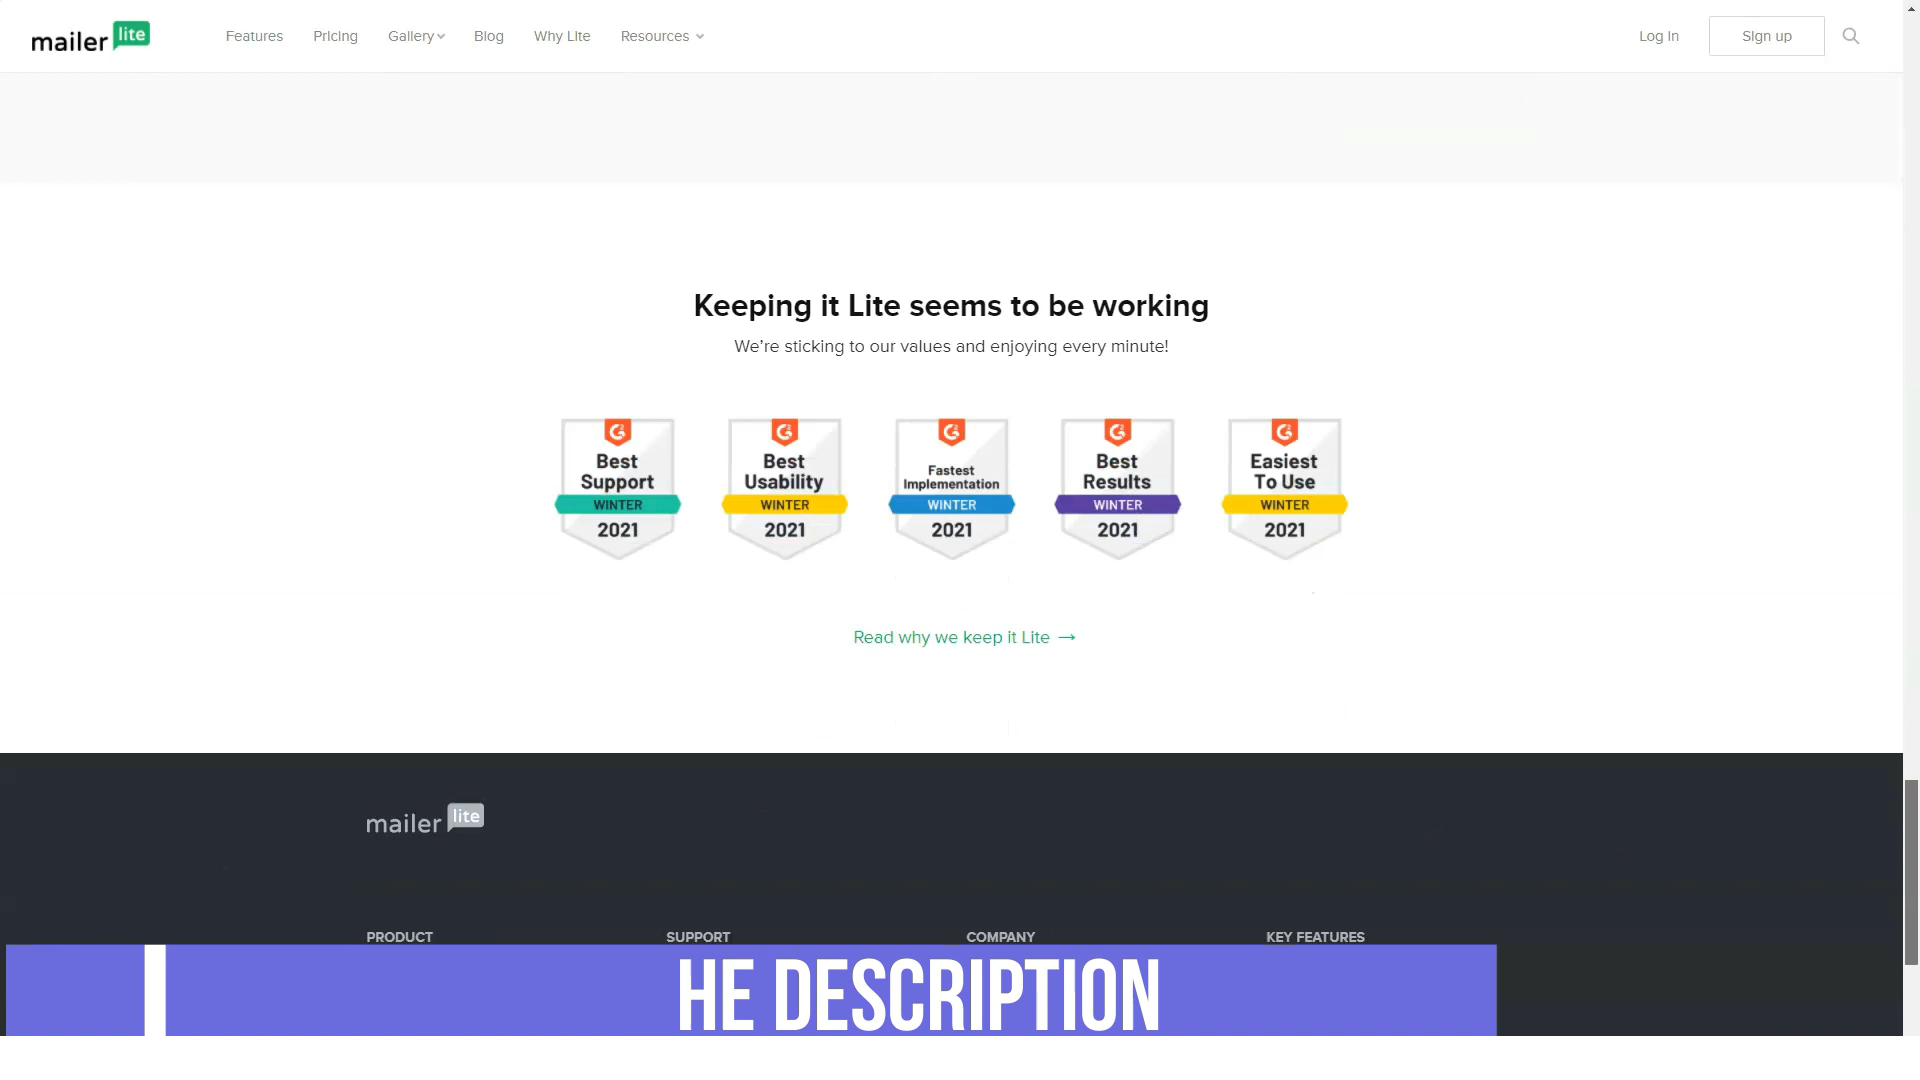 mailer lite
Features Pricing Gallery Blog Why Lite Resources Log In Sign up
Keeping it Lite seems to be working
We're sticking to our values and enjoying every minute!
Best Support WINTER 2021
Best Usability WINTER 2021
Fastest Implementation WINTER 2021
Best Results WINTER 2021
Easiest To Use WINTER 2021
Read why we keep it Lite →
mailer lite
PRODUCT SUPPORT COMPANY KEY FEATURES
HE DESCRIPTION